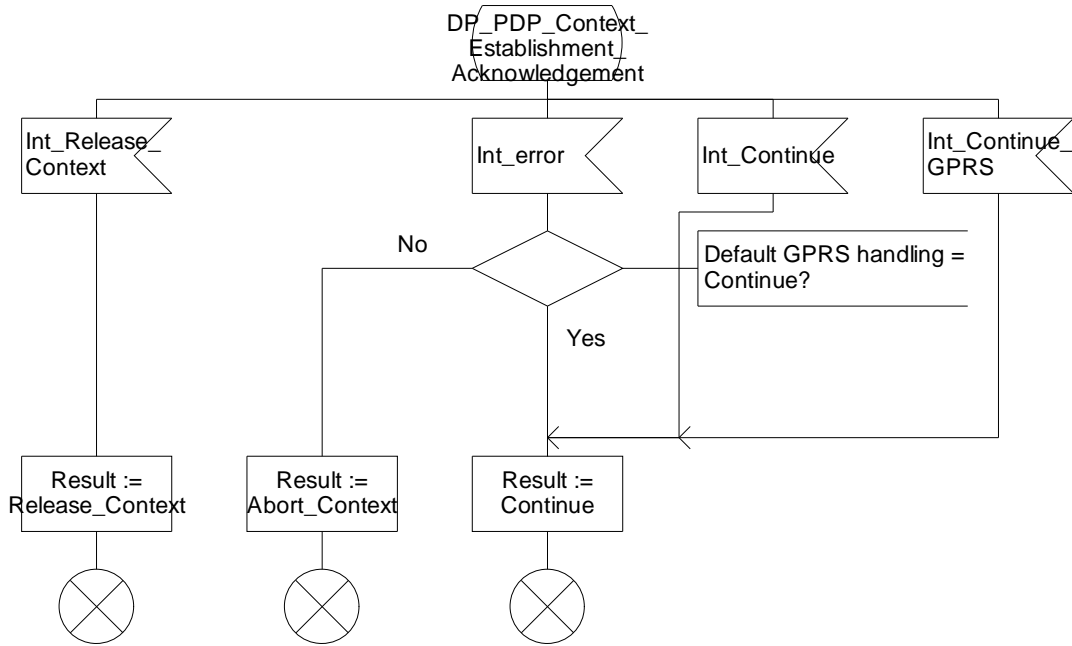 DP_PDP_Context_
Establishment_
Acknowledgement
Int_Release_
Context
Int_error
Int_Continue
Int_Continue_
GPRS
No
Default GPRS handling =
Continue?
Yes
Result :=
Release_Context
Result :=
Abort_Context
Result :=
Continue